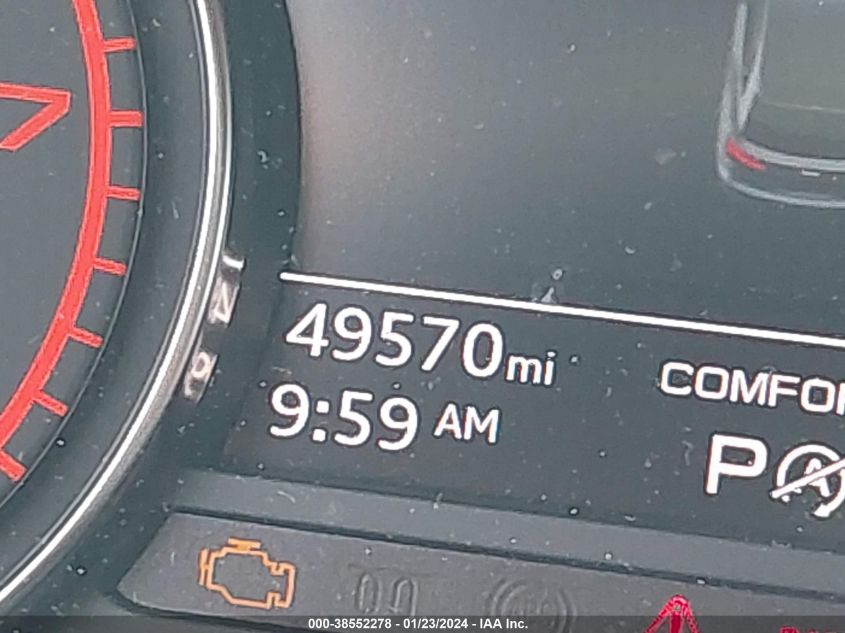 49570mi
COMFOR
9:59 AM
P
A
000-38552278 - 01/23/2024 - IAA Inc.